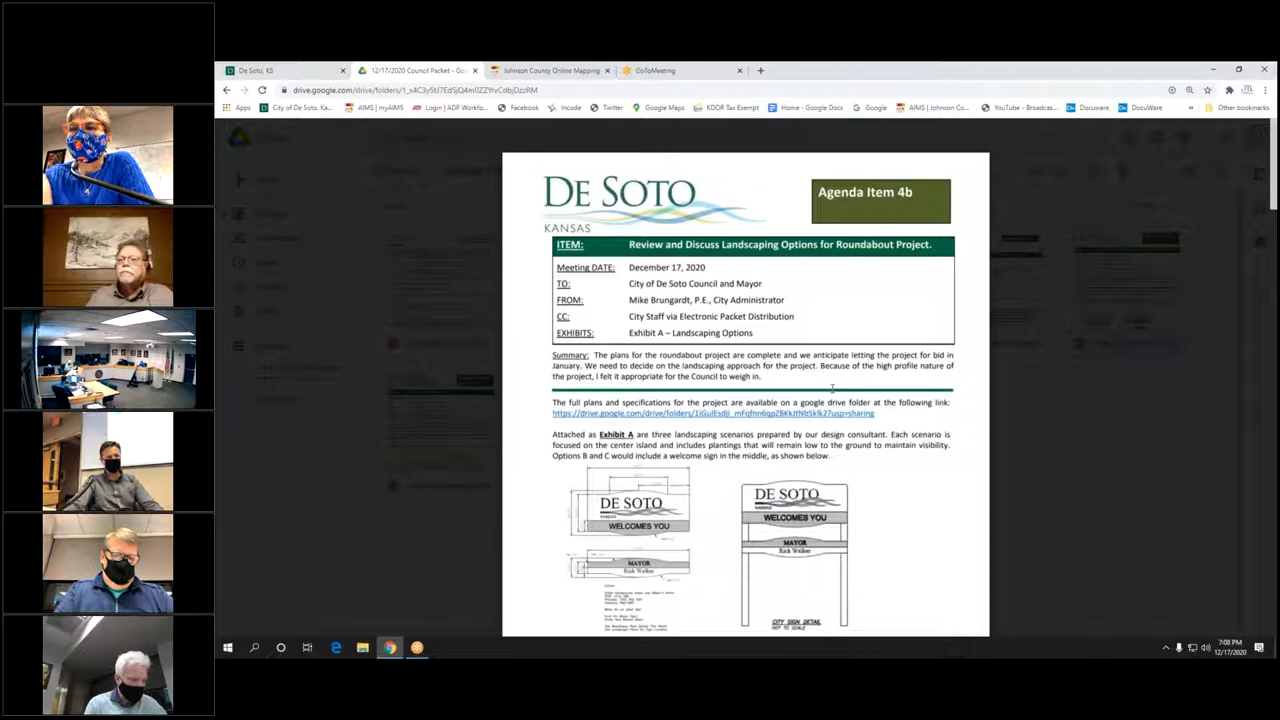 De Soto, KS
12/17/2020 Council Packet - Go
Johnson County Online Mapping
GoToMeeting
Apps
City of De Soto, Ka...
AIMS | myAIMS
Login | ADP Workfo...
Facebook
Incode
Twitter
Google Maps
KDOR Tax Exempt
Home - Google Docs
Google
AIMS | Johnson Co...
YouTube - Broadcas...
Docuware
DocuWare
Other bookmarks
DE SOTO
KANSAS
Agenda Item 4b
ITEM: Review and Discuss Landscaping Options for Roundabout Project.
Meeting DATE: December 17, 2020
TO: City of De Soto Council and Mayor
FROM: Mike Brungardt, P.E., City Administrator
CC: City Staff via Electronic Packet Distribution
EXHIBITS: Exhibit A – Landscaping Options
Summary: The plans for the roundabout project are complete and we anticipate letting the project for bid in
January. We need to decide on the landscaping approach for the project. Because of the high profile nature of
the project, I felt it appropriate for the Council to weigh in.
The full plans and specifications for the project are available on a google drive folder at the following link:
Attached as Exhibit A are three landscaping scenarios prepared by our design consultant. Each scenario is
focused on the center island and includes plantings that will remain low to the ground to maintain visibility.
Options B and C would include a welcome sign in the middle, as shown below.
DE SOTO
KANSAS
WELCOMES YOU
MAYOR
Rick Walker
DE SOTO
KANSAS
WELCOMES YOU
MAYOR
Rick Walker
CITY SIGN DETAIL
NOT TO SCALE
7:08 PM
12/17/2020